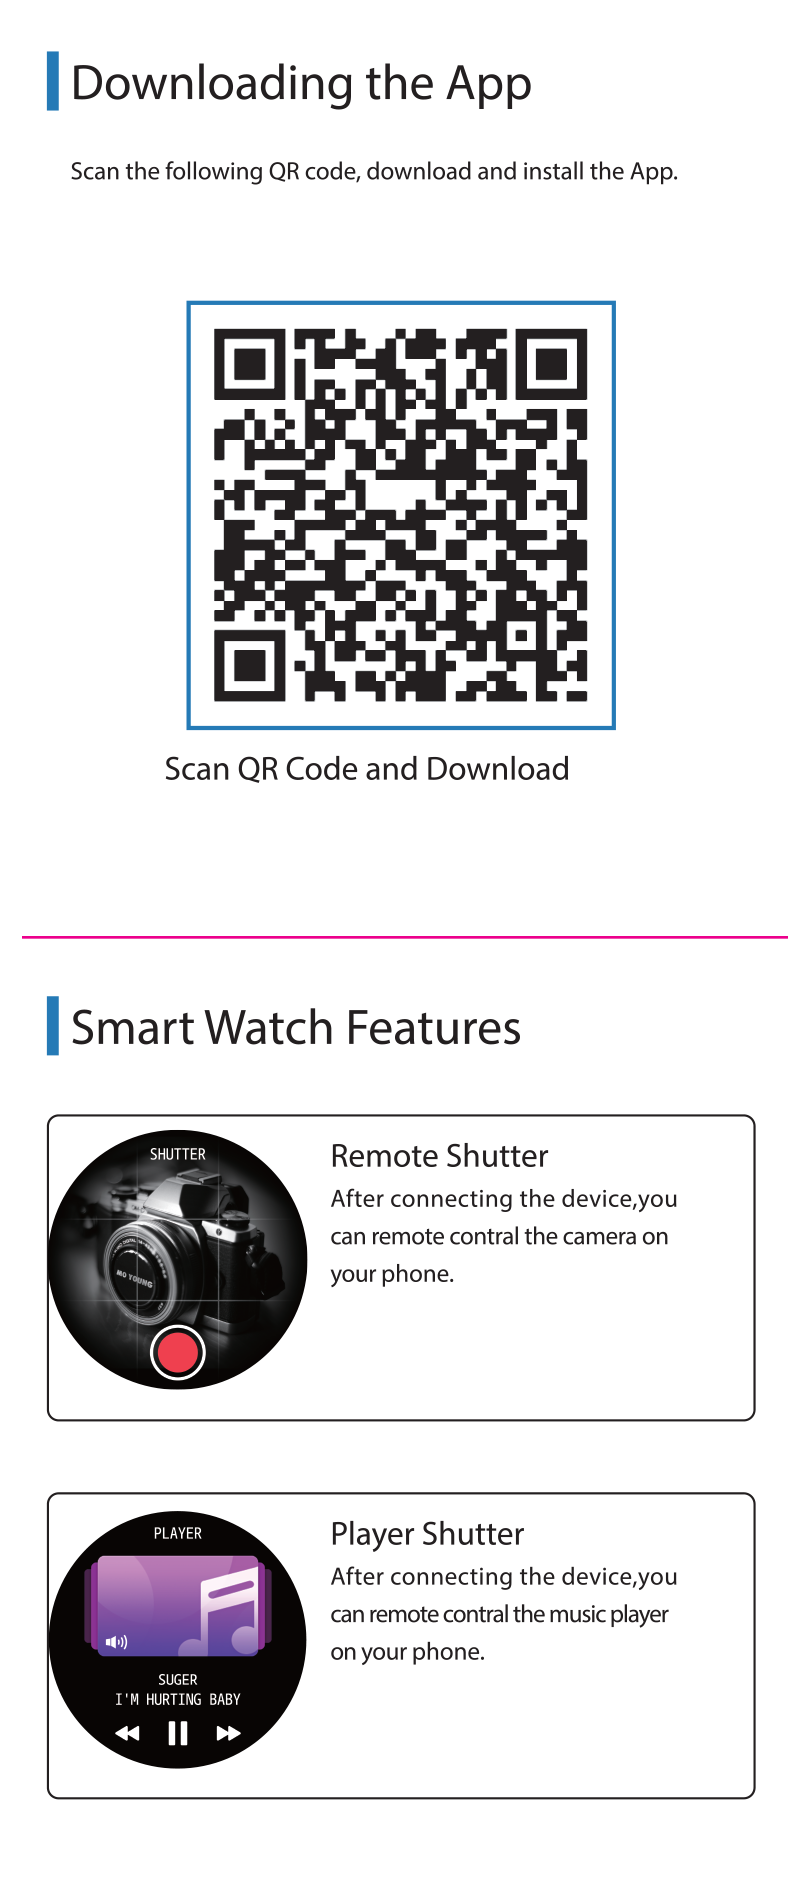 Downloading the App
Scan the following QR code, download and install the App.
Scan QR Code and Download
Smart Watch Features
SHUTTER
MO YOUNG
Remote Shutter
After connecting the device,you
can remote contral the camera on
your phone.
PLAYER
SUGER
I'M HURTING BABY
Player Shutter
After connecting the device,you
can remote contral the music player
on your phone.